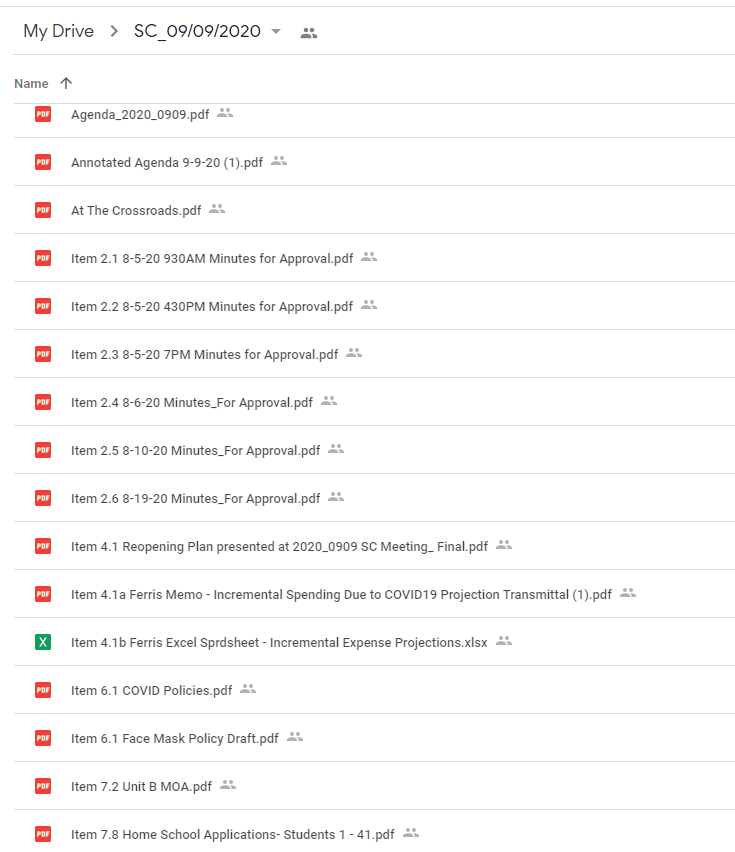 My Drive > SC_09/09/2020
Name
PDF Agenda_2020_0909.pdf
PDF Annotated Agenda 9-9-20 (1).pdf
PDF At The Crossroads.pdf
PDF Item 2.1 8-5-20 930AM Minutes for Approval.pdf
PDF Item 2.2 8-5-20 430PM Minutes for Approval.pdf
PDF Item 2.3 8-5-20 7PM Minutes for Approval.pdf
PDF Item 2.4 8-6-20 Minutes_For Approval.pdf
PDF Item 2.5 8-10-20 Minutes_For Approval.pdf
PDF Item 2.6 8-19-20 Minutes_For Approval.pdf
PDF Item 4.1 Reopening Plan presented at 2020_0909 SC Meeting_ Final.pdf
PDF Item 4.1a Ferris Memo - Incremental Spending Due to COVID19 Projection Transmittal (1).pdf
X Item 4.1b Ferris Excel Sprdsheet - Incremental Expense Projections.xlsx
PDF Item 6.1 COVID Policies.pdf
PDF Item 6.1 Face Mask Policy Draft.pdf
PDF Item 7.2 Unit B MOA.pdf
PDF Item 7.8 Home School Applications- Students 1 - 41.pdf